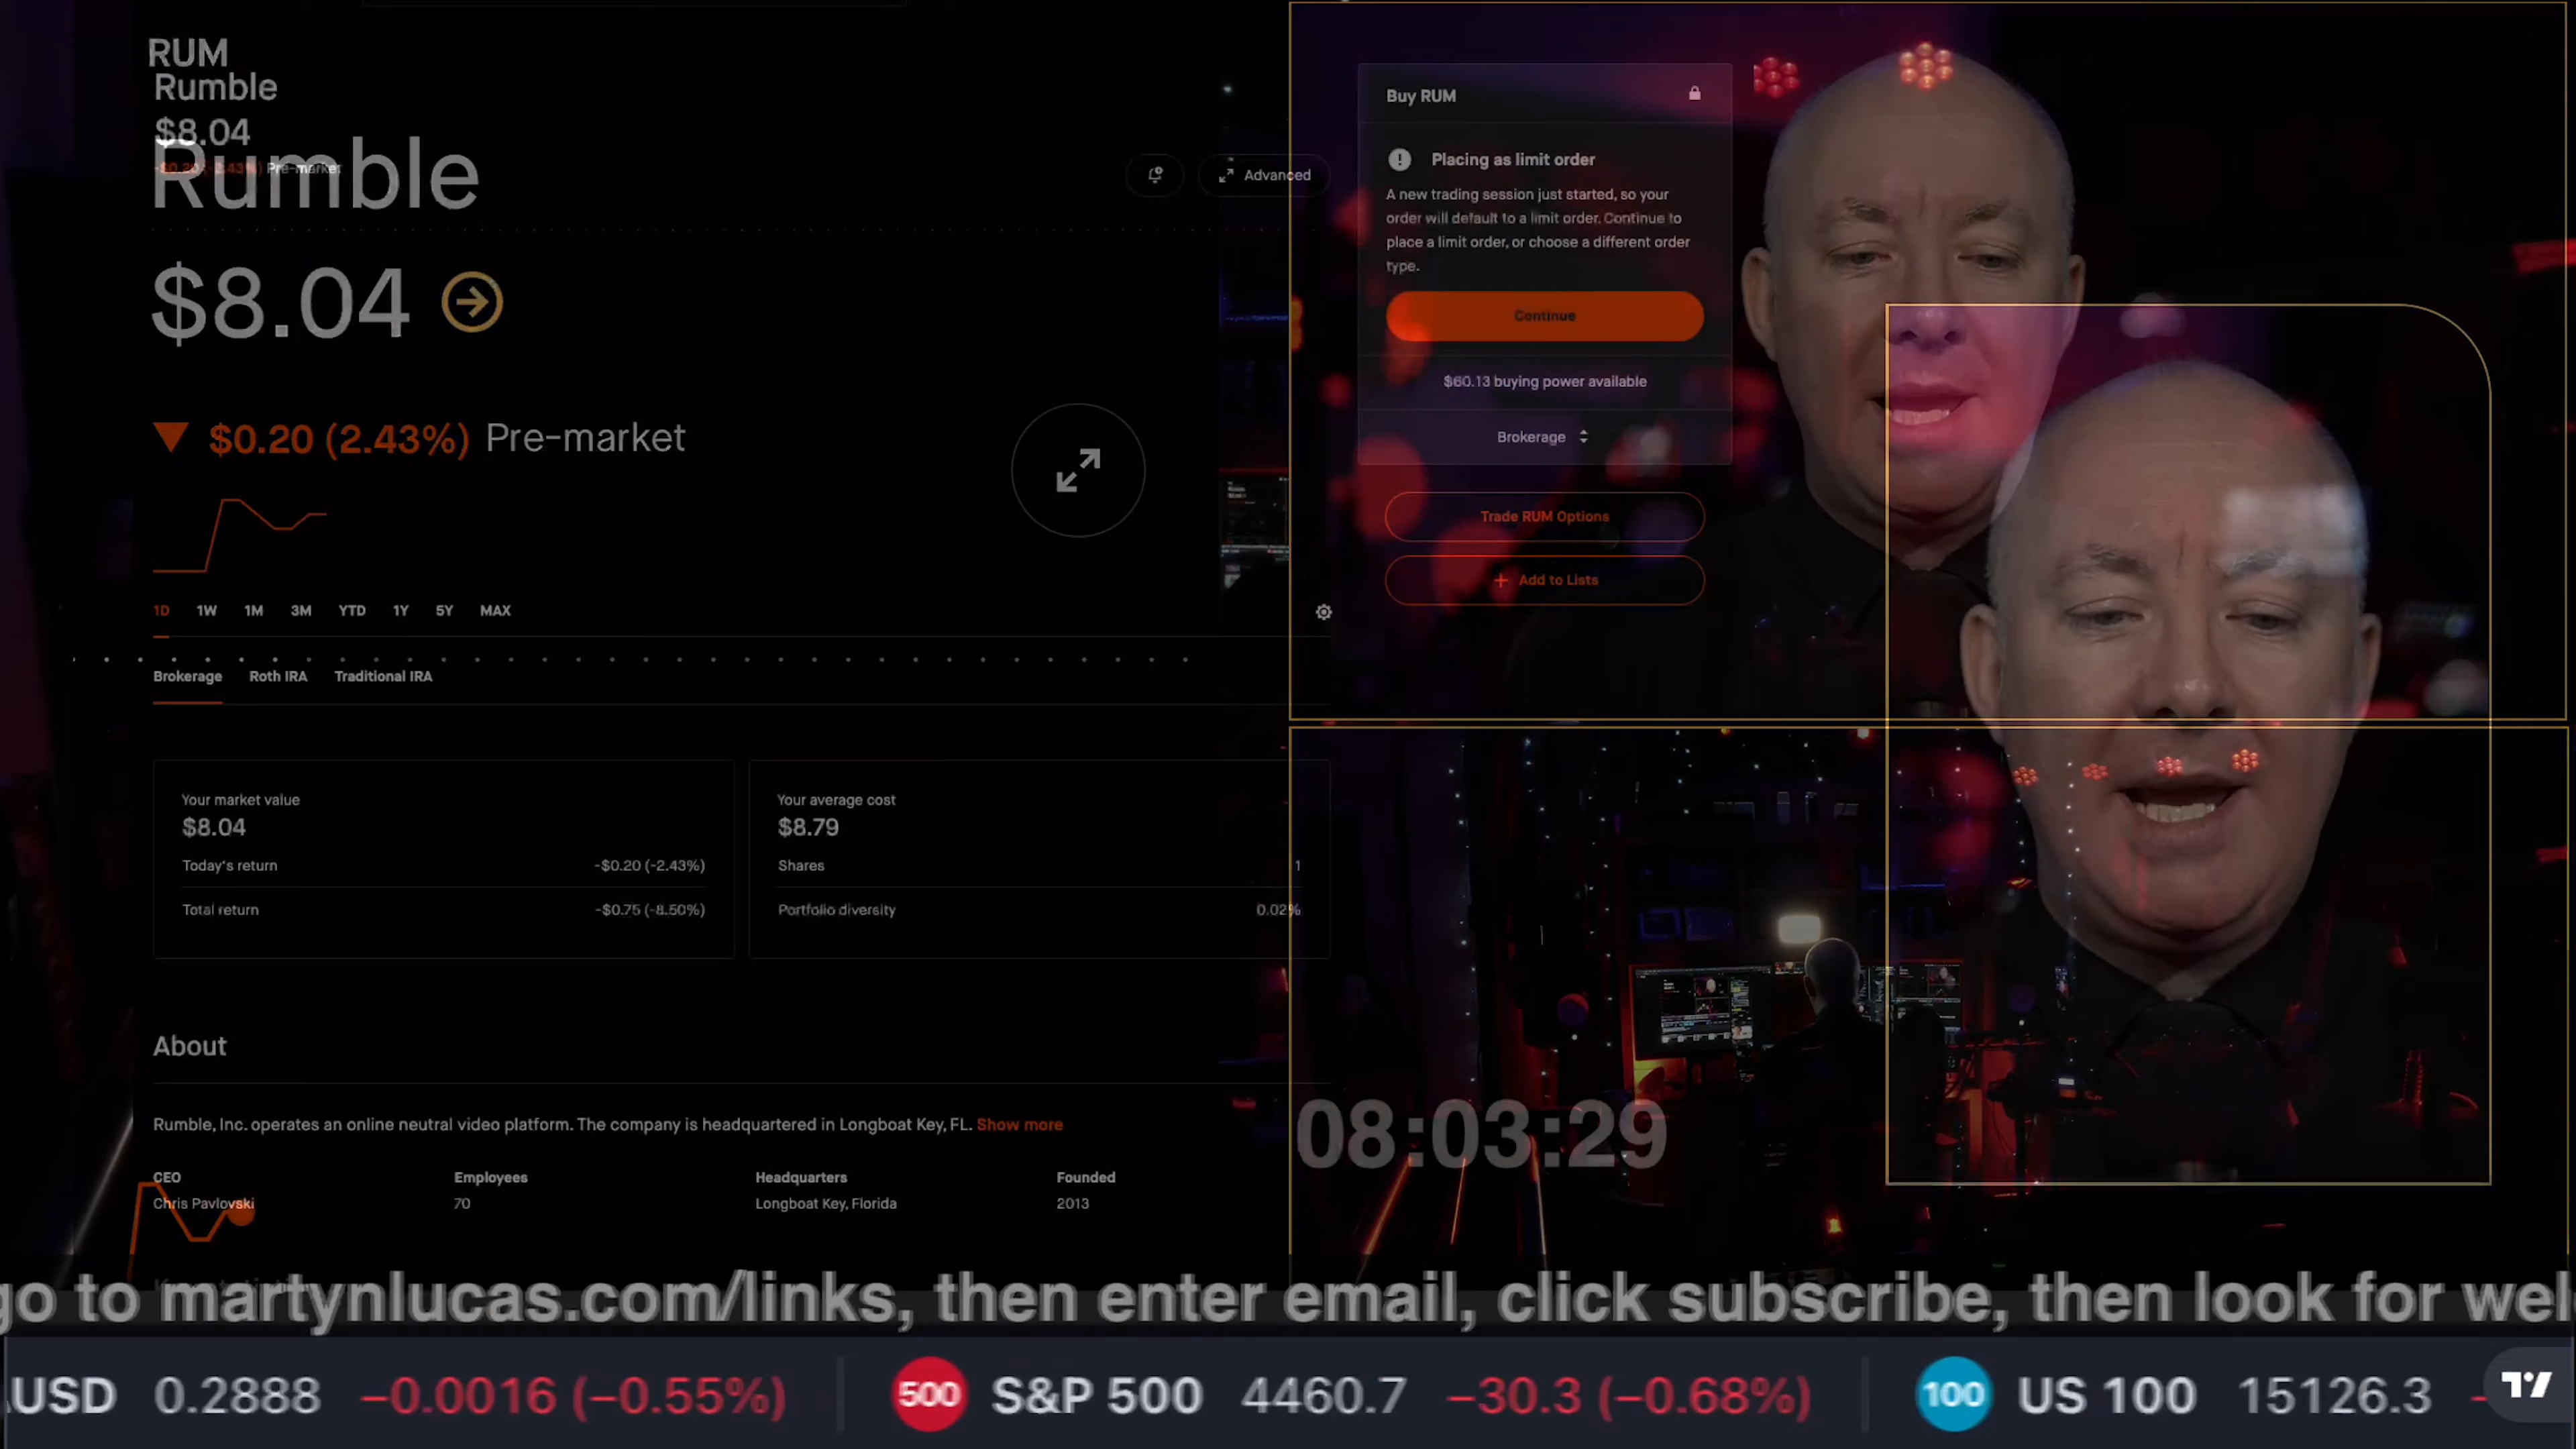 RUM
Rumble
$8.04
-$0.20 (-2.43%) Pre-market
Rumble
Advanced
$8.04
$0.20 (2.43%) Pre-market
1D 1W 1M 3M YTD 1Y 5Y MAX
Brokerage Roth IRA Traditional IRA
Your market value
$8.04
Today's return -$0.20 (-2.43%)
Total return -$0.75 (-8.50%)
Your average cost
$8.79
Shares 1
Portfolio diversity 0.02%
About
Rumble, Inc. operates an online neutral video platform. The company is headquartered in Longboat Key, FL. Show more
CEO Employees Headquarters Founded
Chris Pavlovski 70 Longboat Key, Florida 2013
Buy RUM
Placing as limit order
A new trading session just started, so your
order will default to a limit order. Continue to
place a limit order, or choose a different order
type.
Continue
$60.13 buying power available
Brokerage
Trade RUM Options
+ Add to Lists
08:03:29
go to martynlucas.com/links, then enter email, click subscribe, then look for wel
USD 0.2888 −0.0016 (−0.55%) 500 S&P 500 4460.7 −30.3 (−0.68%) 100 US 100 15126.3 −